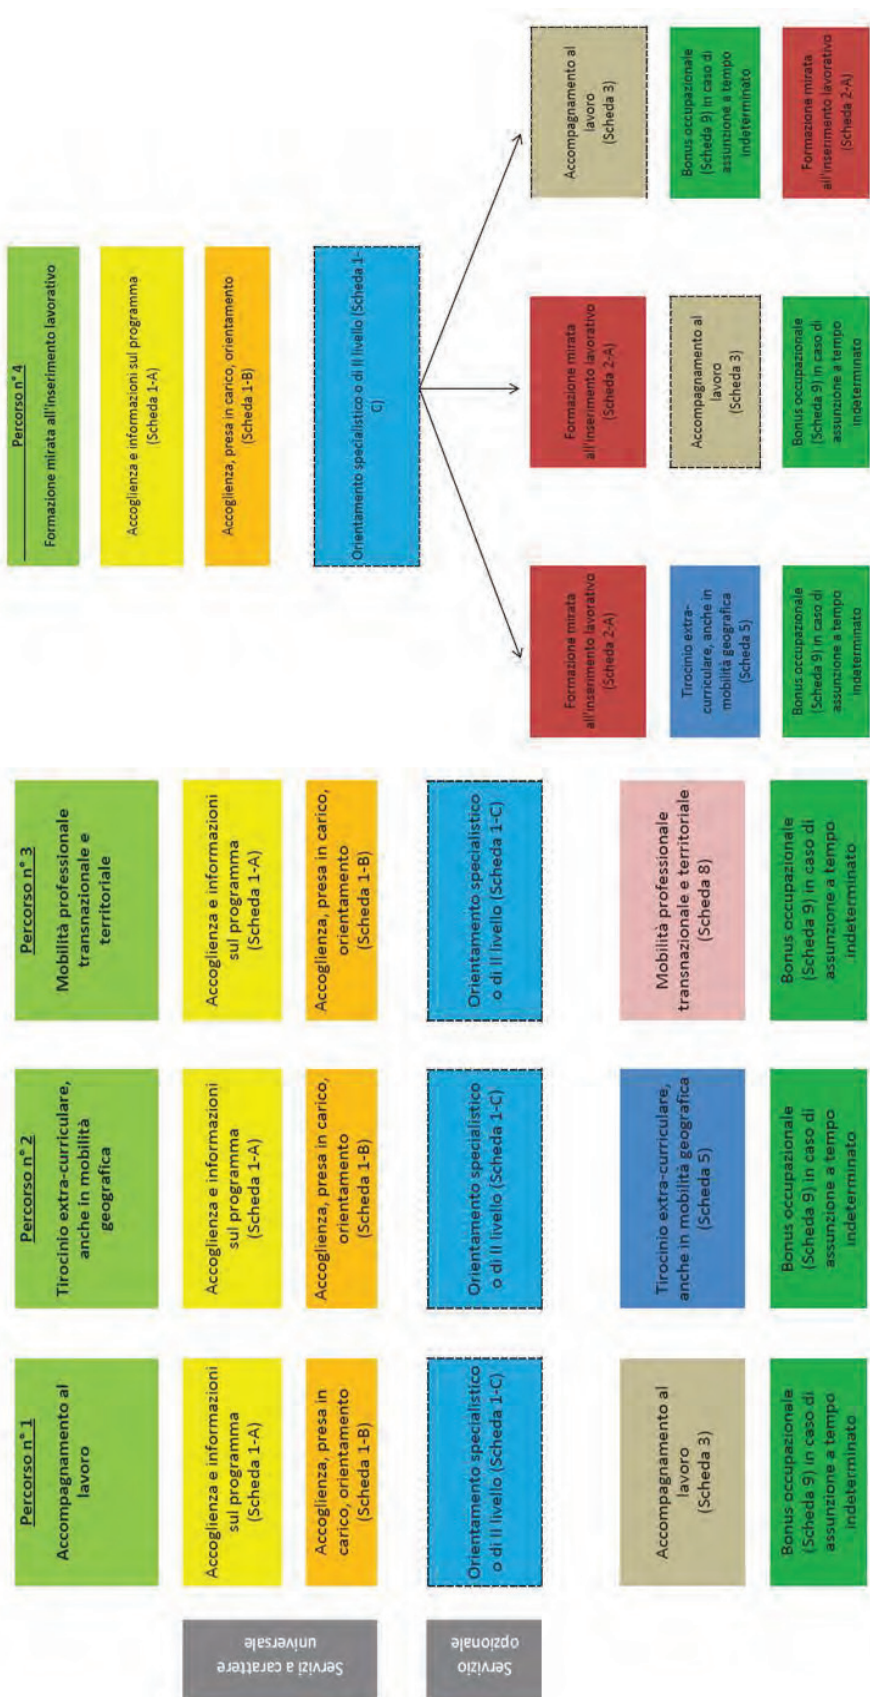 Servizi a carattere
universale
Servizio
opzionale
Percorso n° 1
Accompagnamento al
lavoro
Accoglienza e informazioni
sul programma
(Scheda 1-A)
Accoglienza, presa in
carico, orientamento
(Scheda 1-B)
Orientamento specialistico
o di II livello (Scheda 1-C)
Accompagnamento al
lavoro
(Scheda 3)
Bonus occupazionale
(Scheda 9) in caso di
assunzione a tempo
indeterminato
Percorso n° 2
Tirocinio extra-curriculare,
anche in mobilità
geografica
Accoglienza e informazioni
sul programma
(Scheda 1-A)
Accoglienza, presa in carico,
orientamento
(Scheda 1-B)
Orientamento specialistico
o di II livello (Scheda 1-C)
Tirocinio extra-curriculare,
anche in mobilità geografica
(Scheda 5)
Bonus occupazionale
(Scheda 9) in caso di
assunzione a tempo
indeterminato
Percorso n° 3
Mobilità professionale
transnazionale e
territoriale
Accoglienza e informazioni
sul programma
(Scheda 1-A)
Accoglienza, presa in carico,
orientamento
(Scheda 1-B)
Orientamento specialistico
o di II livello (Scheda 1-C)
Mobilità professionale
transnazionale e territoriale
(Scheda 8)
Bonus occupazionale
(Scheda 9) in caso di
assunzione a tempo
indeterminato
Percorso n° 4
Formazione mirata all'inserimento lavorativo
Accoglienza e informazioni sul programma
(Scheda 1-A)
Accoglienza, presa in carico, orientamento
(Scheda 1-B)
Orientamento specialistico o di II livello (Scheda 1-
C)
Formazione mirata
all'inserimento lavorativo
(Scheda 2-A)
Tirocinio extra-
curriculare, anche in
mobilità geografica
(Scheda 5)
Bonus occupazionale
(Scheda 9) in caso di
assunzione a tempo
indeterminato
Formazione mirata
all'inserimento lavorativo
(Scheda 2-A)
Accompagnamento al
lavoro
(Scheda 3)
Bonus occupazionale
(Scheda 9) in caso di
assunzione a tempo
indeterminato
Accompagnamento al
lavoro
(Scheda 3)
Bonus occupazionale
(Scheda 9) in caso di
assunzione a tempo
indeterminato
Formazione mirata
all'inserimento lavorativo
(Scheda 2-A)